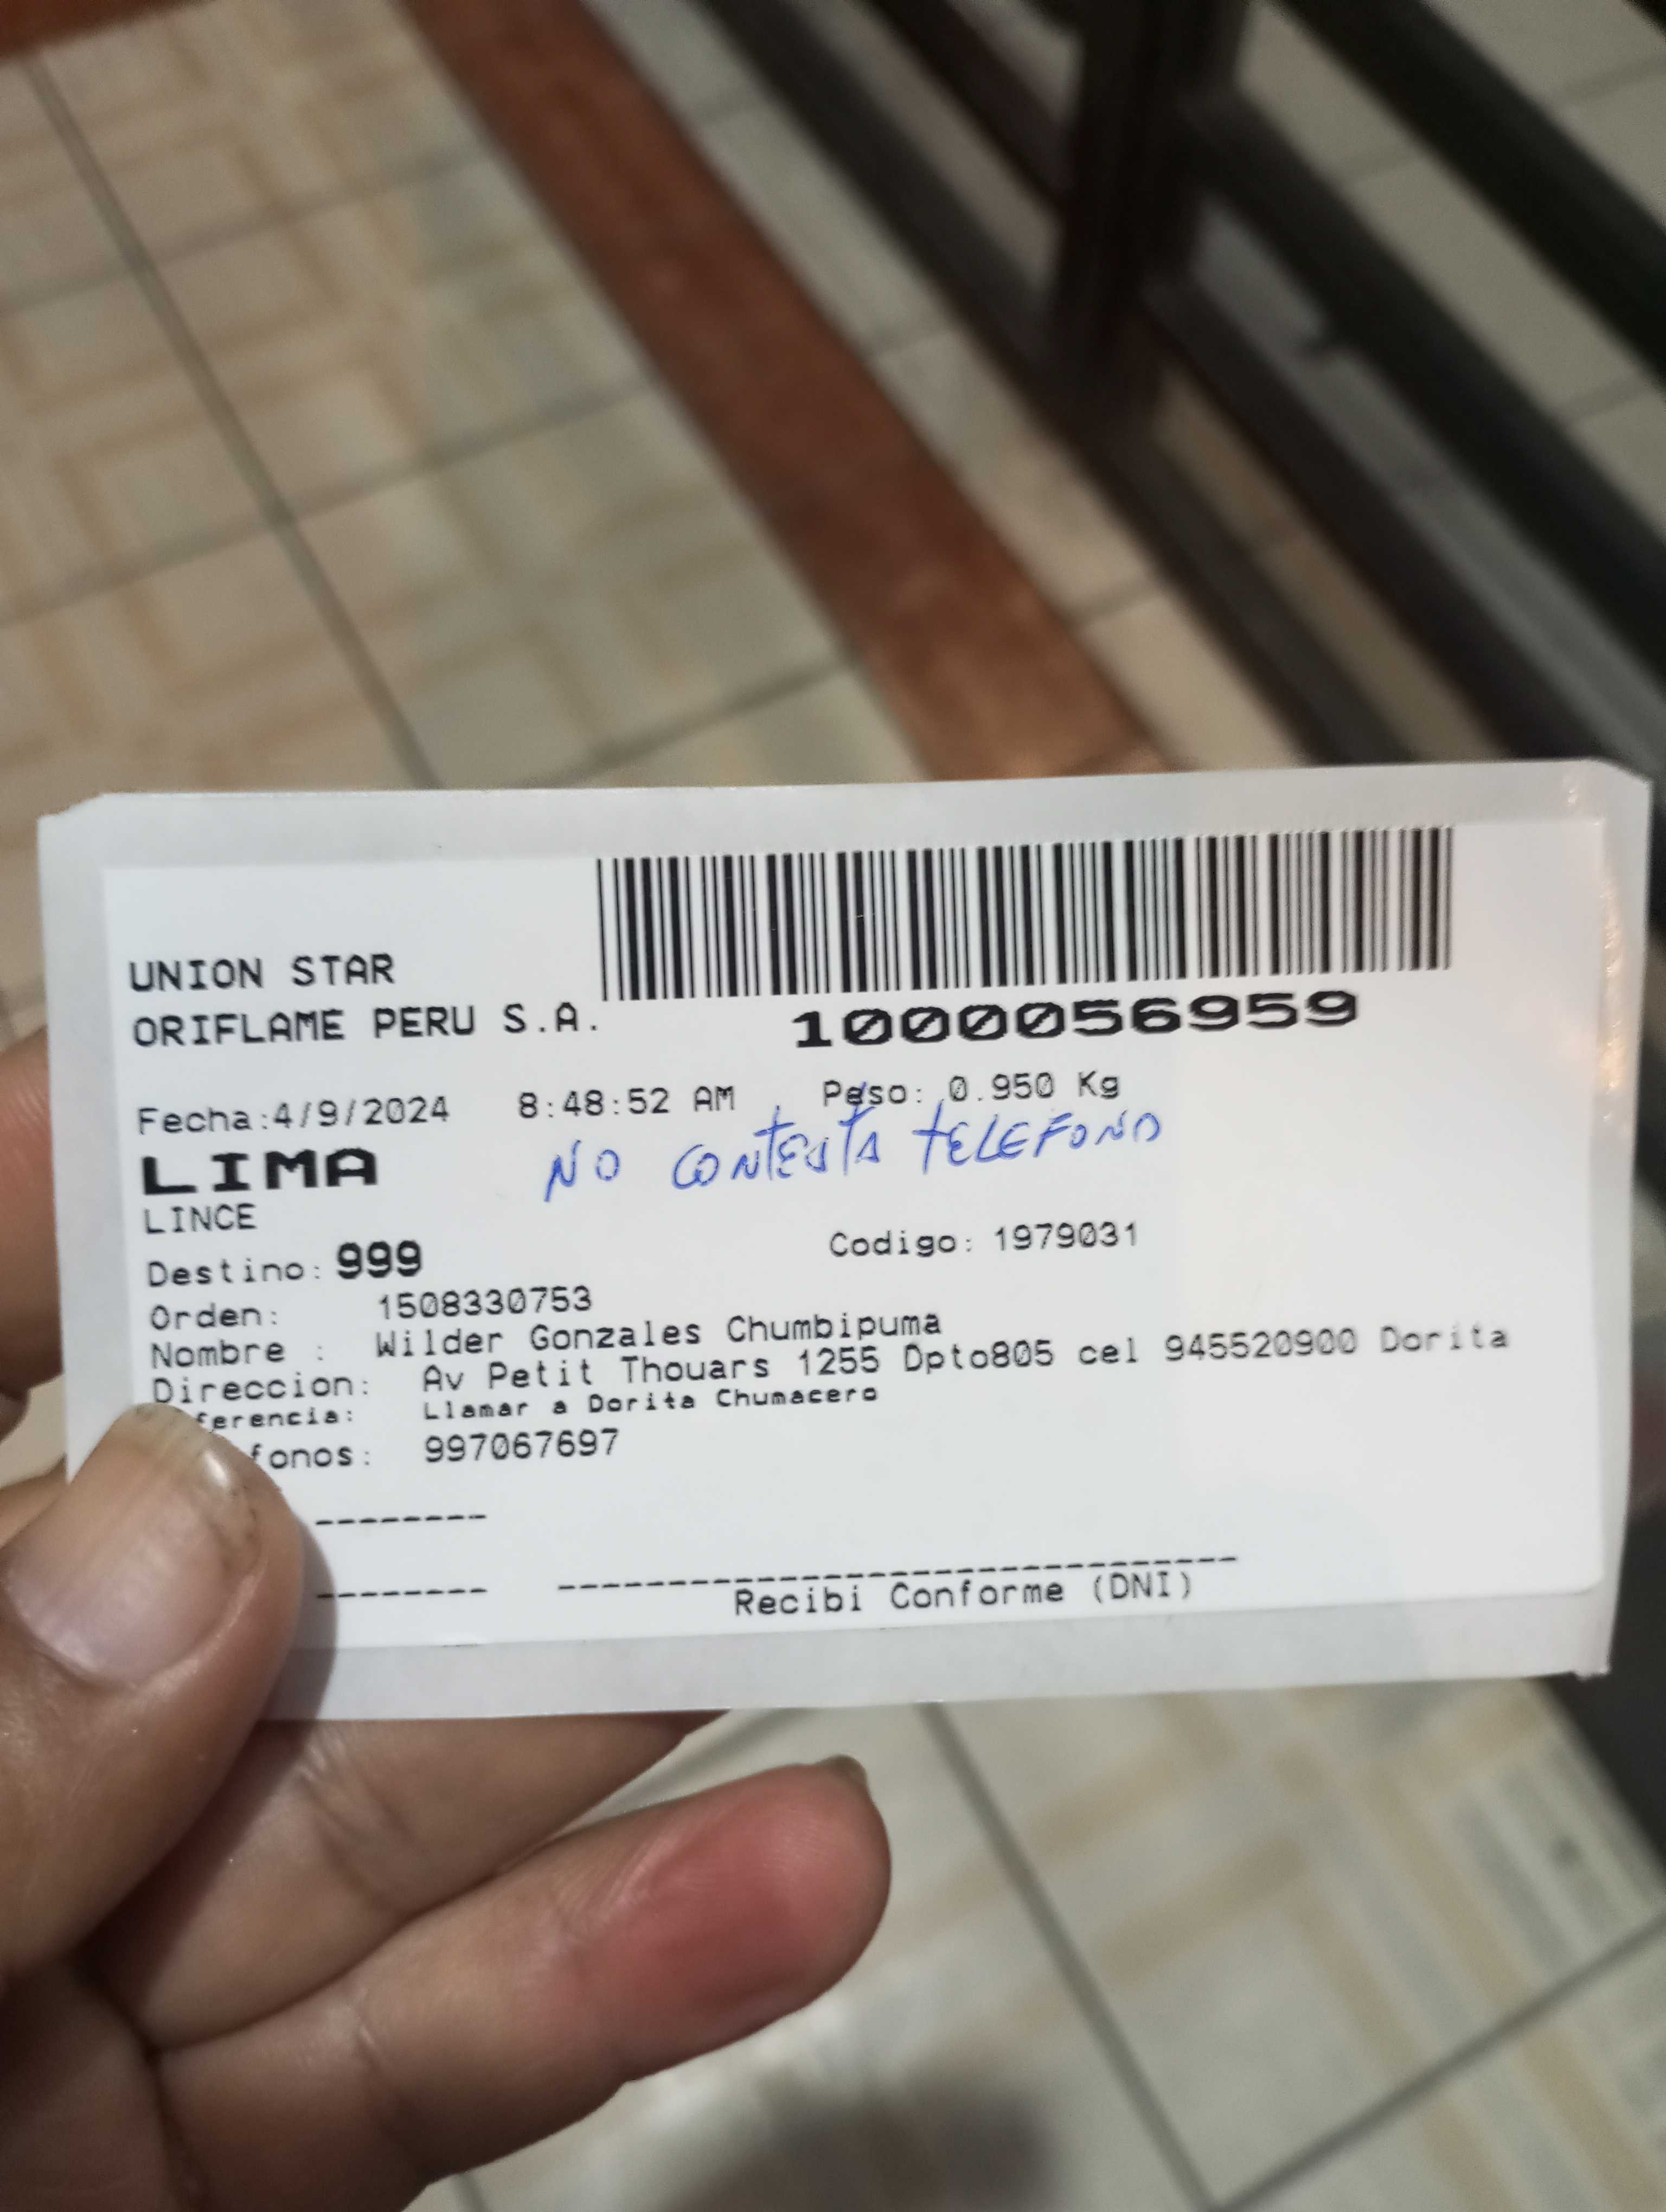 UNION STAR
ORIFLAME PERU S.A.
1000056959
Fecha:4/9/2024 8:48:52 AM Peso: 0.950 Kg
NO CONTESTA TELEFONO
LIMA
LINCE
Destino: 999 Codigo: 1979031
Orden: 1508330753
Nombre : Wilder Gonzales Chumbipuma
Direccion: Av Petit Thouars 1255 Dpto805 cel 945520900 Dorita
ferencia: Llamar a Dorita Chumacero
fonos: 997067697
Recibi Conforme (DNI)